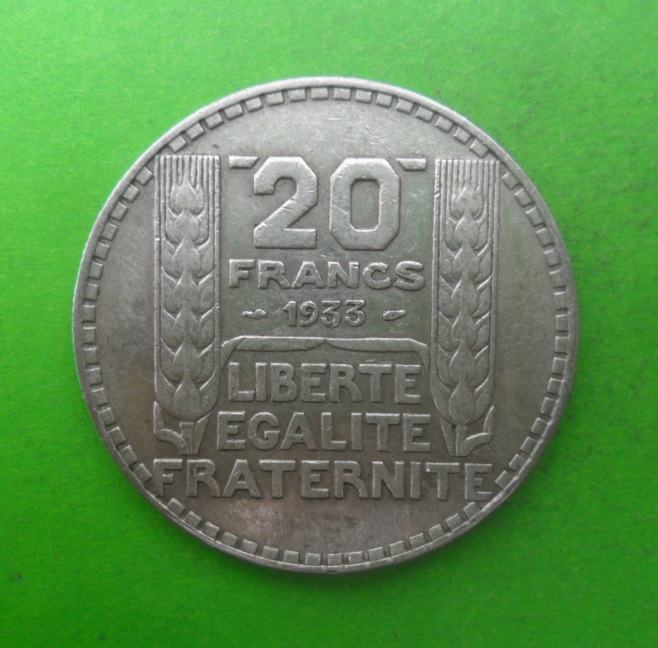 20
FRANCS
1933
LIBERTE
EGALITE
FRATERNITE